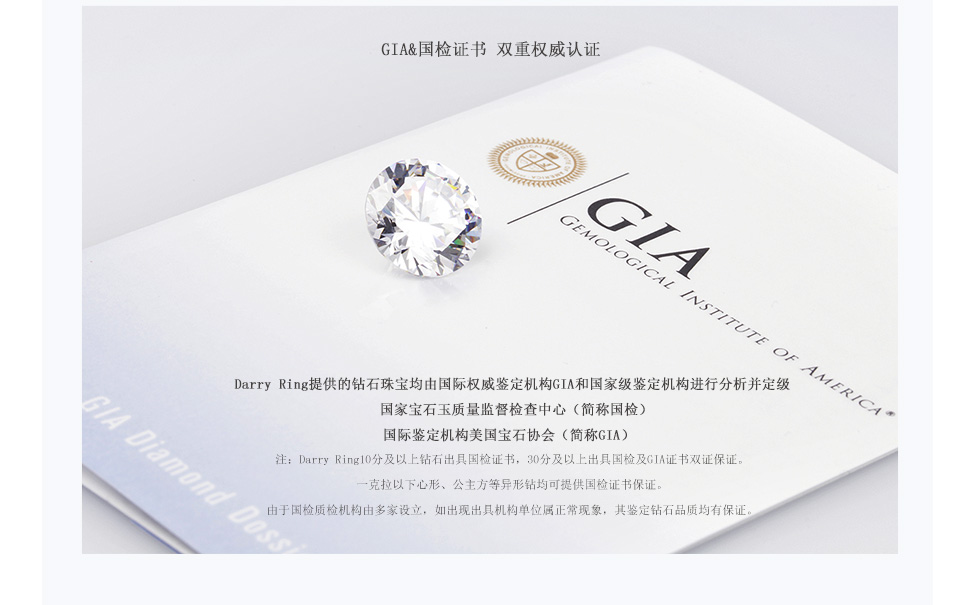 GIA&国检证书 双重权威认证
GIA
GEMOLOGICAL INSTITUTE OF AMERICA®
Darry Ring提供的钻石珠宝均由国际权威鉴定机构GIA和国家级鉴定机构进行分析并定级
国家宝石玉质量监督检查中心（简称国检）
国际鉴定机构美国宝石协会（简称GIA）
GIA Diamond Dossi
注：Darry Ring10分及以上钻石出具国检证书，30分及以上出具国检及GIA证书双证保证。
一克拉以下心形、公主方等异形钻均可提供国检证书保证。
由于国检质检机构由多家设立，如出现出具机构单位属正常现象，其鉴定钻石品质均有保证。